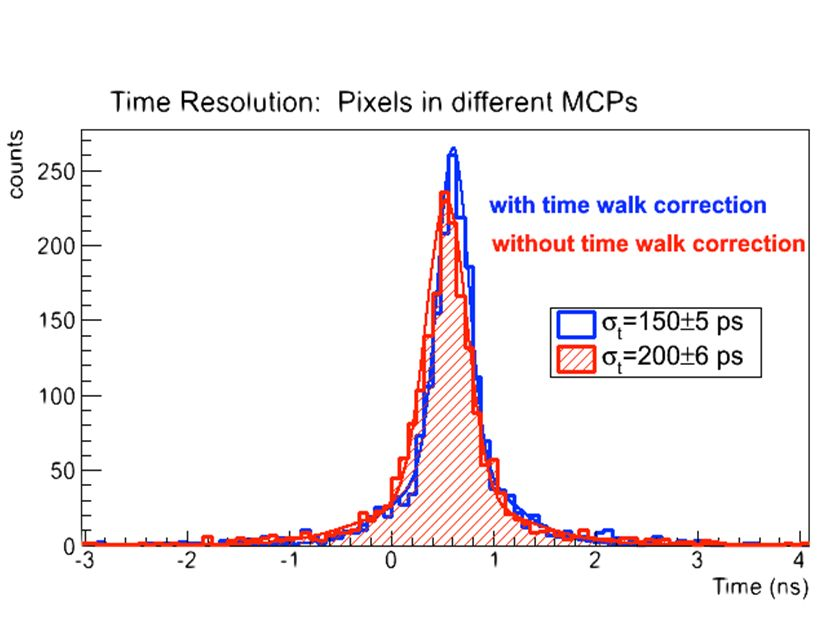 Time Resolution: Pixels in different MCPs
counts
250
200
150
100
50
0
with time walk correction
without time walk correction
σt=150±5 ps
σt=200±6 ps
-3 -2 -1 0 1 2 3 4
Time (ns)